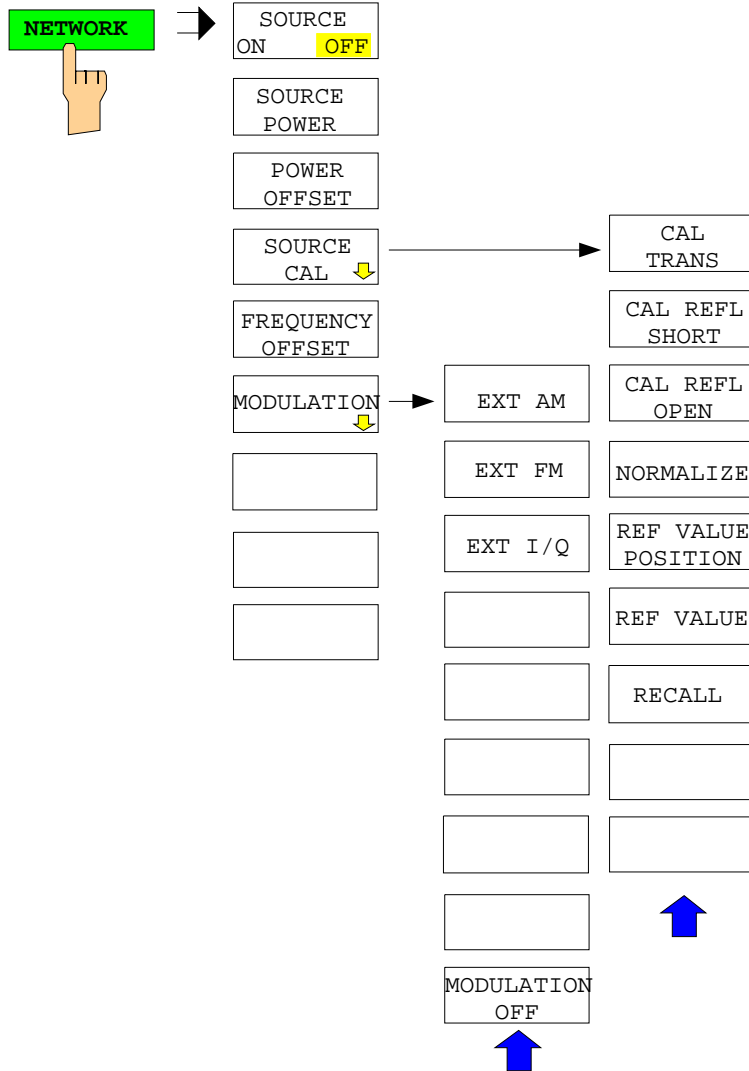 NETWORK
SOURCE
ON OFF
SOURCE
POWER
POWER
OFFSET
SOURCE
CAL
FREQUENCY
OFFSET
MODULATION
EXT AM
EXT FM
EXT I/Q
MODULATION
OFF
CAL
TRANS
CAL REFL
SHORT
CAL REFL
OPEN
NORMALIZE
REF VALUE
POSITION
REF VALUE
RECALL